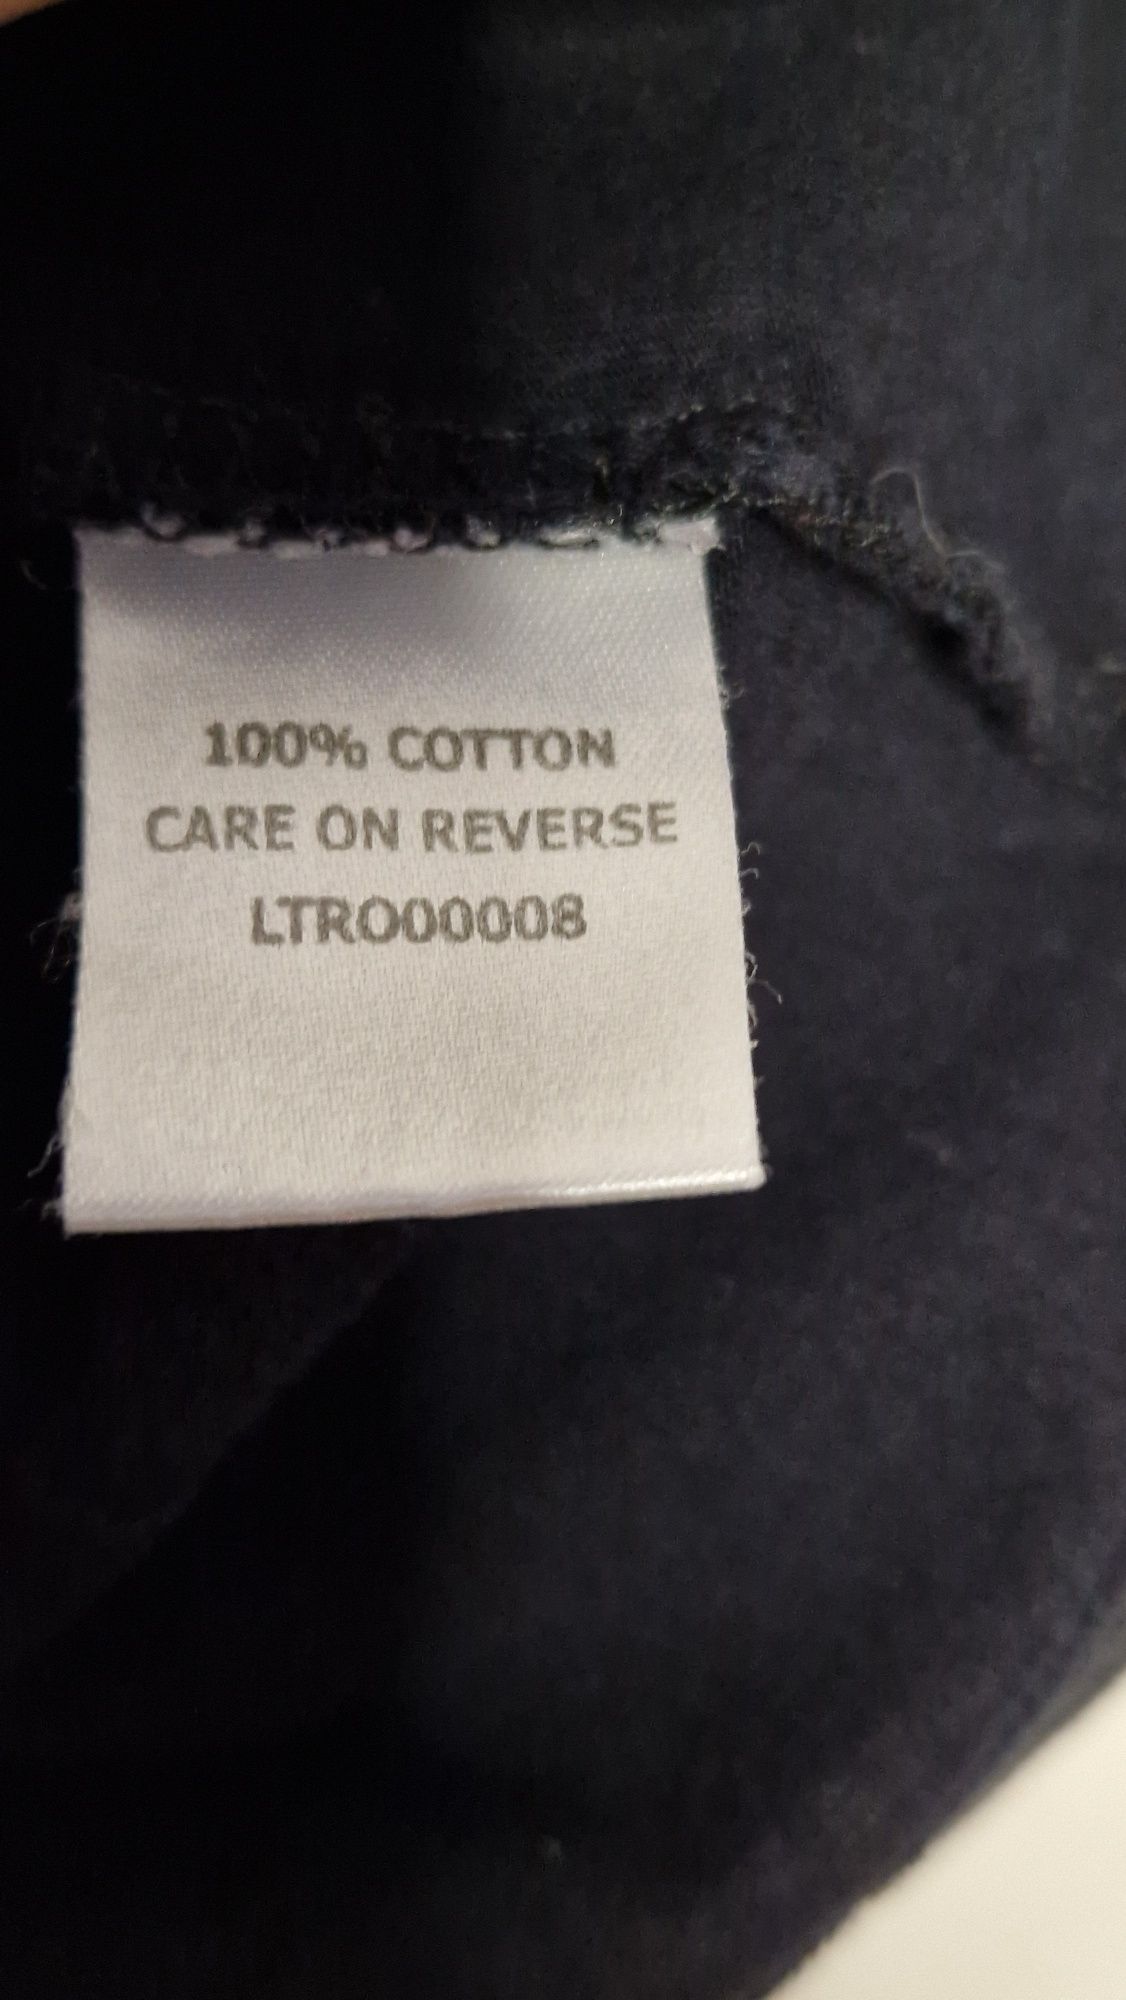 100% COTTON
CARE ON REVERSE
LTRO00008